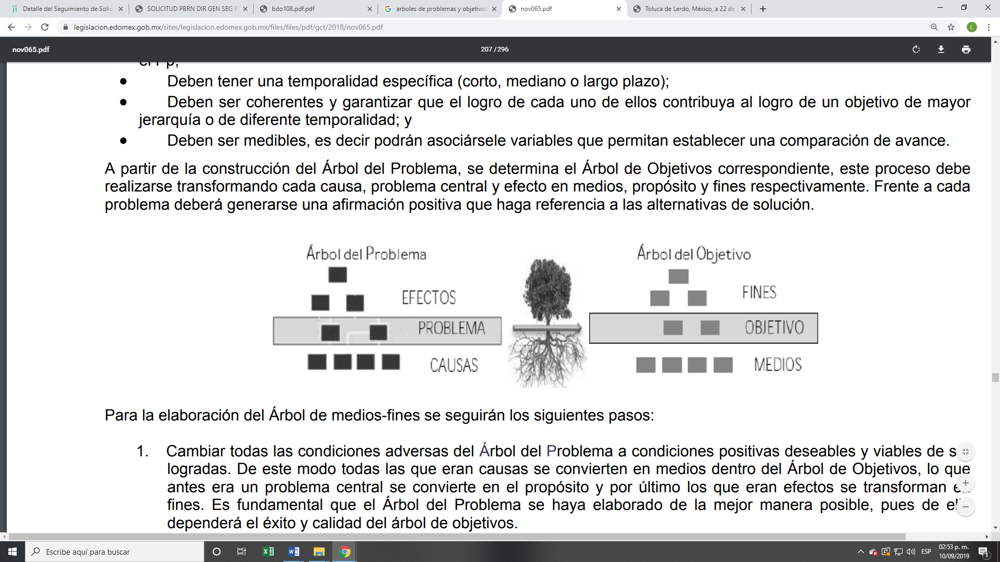 Detalle del Seguimiento de Solici
SOLICITUD PBRN DIR GEN SEG P
bdo108.pdf.pdf
arboles de problemas y objetivos
nov065.pdf
Toluca de Lerdo, México, a 22 de
legislacion.edomex.gob.mx/sites/legislacion.edomex.gob.mx/files/files/pdf/gct/2018/nov065.pdf
L
nov065.pdf
207 / 296
• Deben tener una temporalidad específica (corto, mediano o largo plazo);
• Deben ser coherentes y garantizar que el logro de cada uno de ellos contribuya al logro de un objetivo de mayor
jerarquía o de diferente temporalidad; y
• Deben ser medibles, es decir podrán asociársele variables que permitan establecer una comparación de avance.
A partir de la construcción del Árbol del Problema, se determina el Árbol de Objetivos correspondiente, este proceso debe
realizarse transformando cada causa, problema central y efecto en medios, propósito y fines respectivamente. Frente a cada
problema deberá generarse una afirmación positiva que haga referencia a las alternativas de solución.
Árbol del Problema
EFECTOS
PROBLEMA
CAUSAS
Árbol del Objetivo
FINES
OBJETIVO
MEDIOS
Para la elaboración del Árbol de medios-fines se seguirán los siguientes pasos:
1. Cambiar todas las condiciones adversas del Árbol del Problema a condiciones positivas deseables y viables de s
logradas. De este modo todas las que eran causas se convierten en medios dentro del Árbol de Objetivos, lo que
antes era un problema central se convierte en el propósito y por último los que eran efectos se transforman e
fines. Es fundamental que el Árbol del Problema se haya elaborado de la mejor manera posible, pues de el
dependerá el éxito y calidad del árbol de objetivos.
Escribe aquí para buscar
ESP
02:53 p. m.
10/09/2019
1